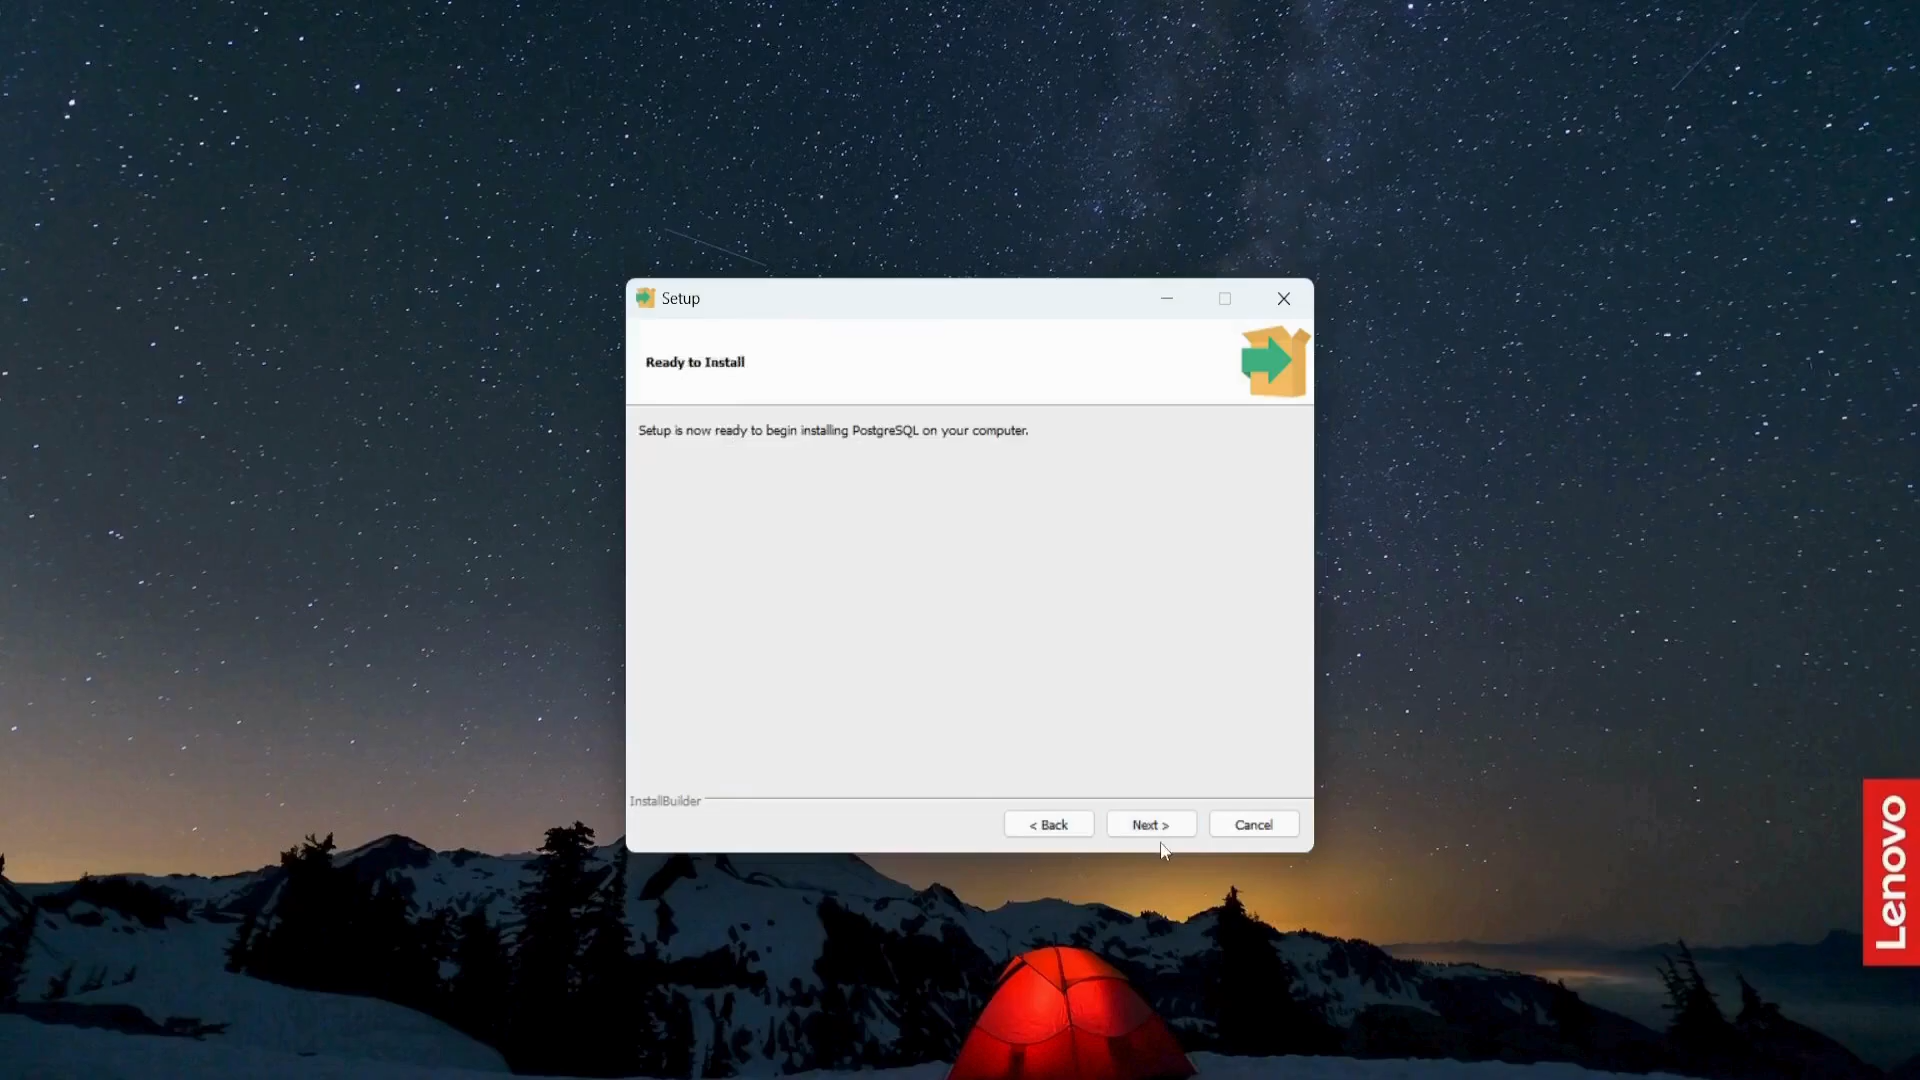 Setup
Ready to Install
Setup is now ready to begin installing PostgreSQL on your computer.
InstallBuilder
< Back
Next >
Cancel
Lenovo